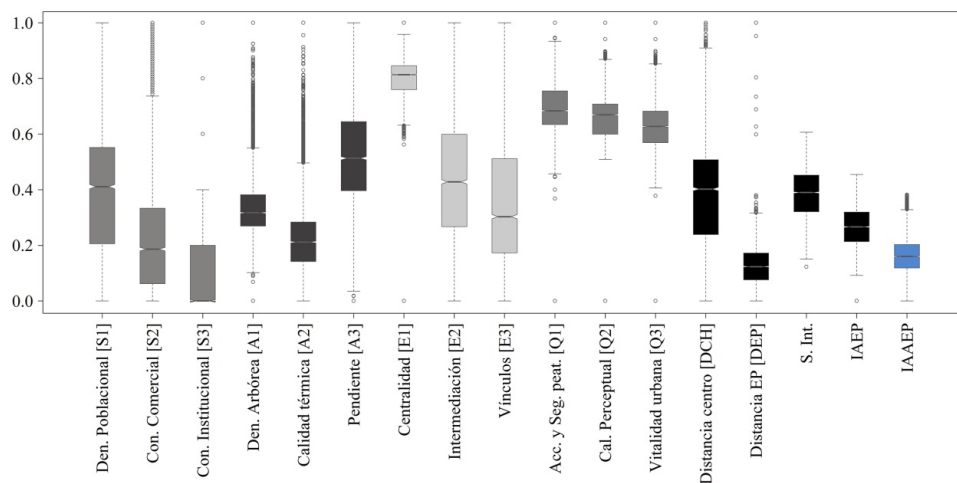 1.0
0.8
0.6
0.4
0.2
0.0
Den. Poblacional [S1]
Con. Comercial [S2]
Con. Institucional [S3]
Den. Arbórea [A1]
Calidad térmica [A2]
Pendiente [A3]
Centralidad [E1]
Intermediación [E2]
Vínculos [E3]
Acc. y Seg. peat. [Q1]
Cal. Perceptual [Q2]
Vitalidad urbana [Q3]
Distancia centro [DCH]
Distancia EP [DEP]
S. Int.
IAEP
IAAEP